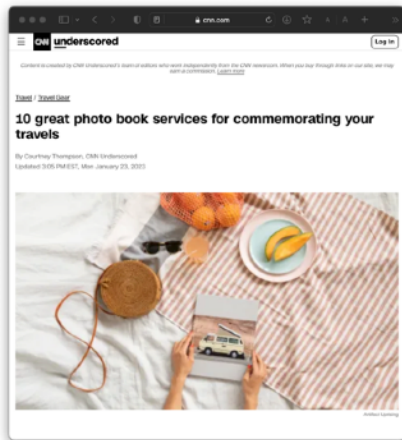 cnn.com
CNN underscored
Log In
Content is created by CNN Underscored's team of editors who work independently from the CNN newsroom. When you buy through links on our site, we may
earn a commission. Learn more
Travel / Travel Gear
10 great photo book services for commemorating your
travels
By Courtney Thompson, CNN Underscored
Updated 3:05 PM EST, Mon January 23, 2023
Artifact Uprising